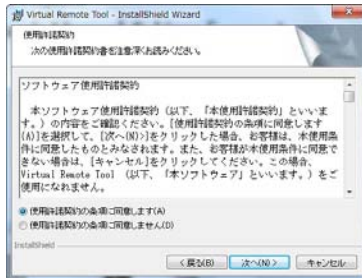 Virtual Remote Tool - InstallShield Wizard
使用許諾契約
次の使用許諾契約書を注意深くお読みください。
ソフトウェア使用許諾契約
本ソフトウェア使用許諾契約（以下、「本使用許諾契約」といいま
す。）の内容をご確認ください。[使用許諾契約の条項に同意します
(A)]を選択して、[次へ(N)]をクリックした場合、お客様は、本使用条
件に同意したものとみなされます。また、お客様が本使用条件に同意で
きない場合は、[キャンセル]をクリックしてください。この場合、
Virtual Remote Tool （以下、「本ソフトウェア」といいます。）をご
使用になれません。
使用許諾契約の条項に同意します(A)
使用許諾契約の条項に同意しません(D)
InstallShield
< 戻る(B)
次へ(N) >
キャンセル